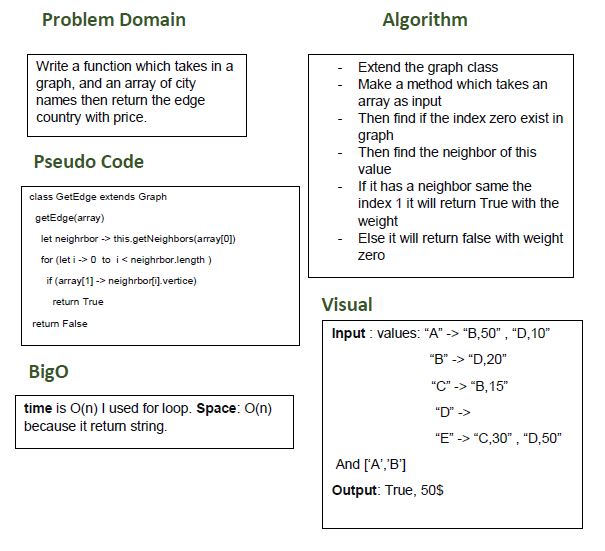 Problem Domain
Write a function which takes in a
graph, and an array of city
names then return the edge
country with price.
Pseudo Code
class GetEdge extends Graph
getEdge(array)
let neighrbor -> this.getNeighbors(array[0])
for (let i -> 0 to i < neighrbor.length )
if (array[1] -> neighrbor[i].vertice)
return True
return False
BigO
time is O(n) I used for loop. Space: O(n)
because it return string.
Algorithm
- Extend the graph class
- Make a method which takes an
array as input
- Then find if the index zero exist in
graph
- Then find the neighbor of this
value
- If it has a neighbor same the
index 1 it will return True with the
weight
- Else it will return false with weight
zero
Visual
Input : values: “A” -> “B,50” , “D,10”
“B” -> “D,20”
“C” -> “B,15”
“D” ->
“E” -> “C,30” , “D,50”
And [‘A’,’B’]
Output: True, 50$